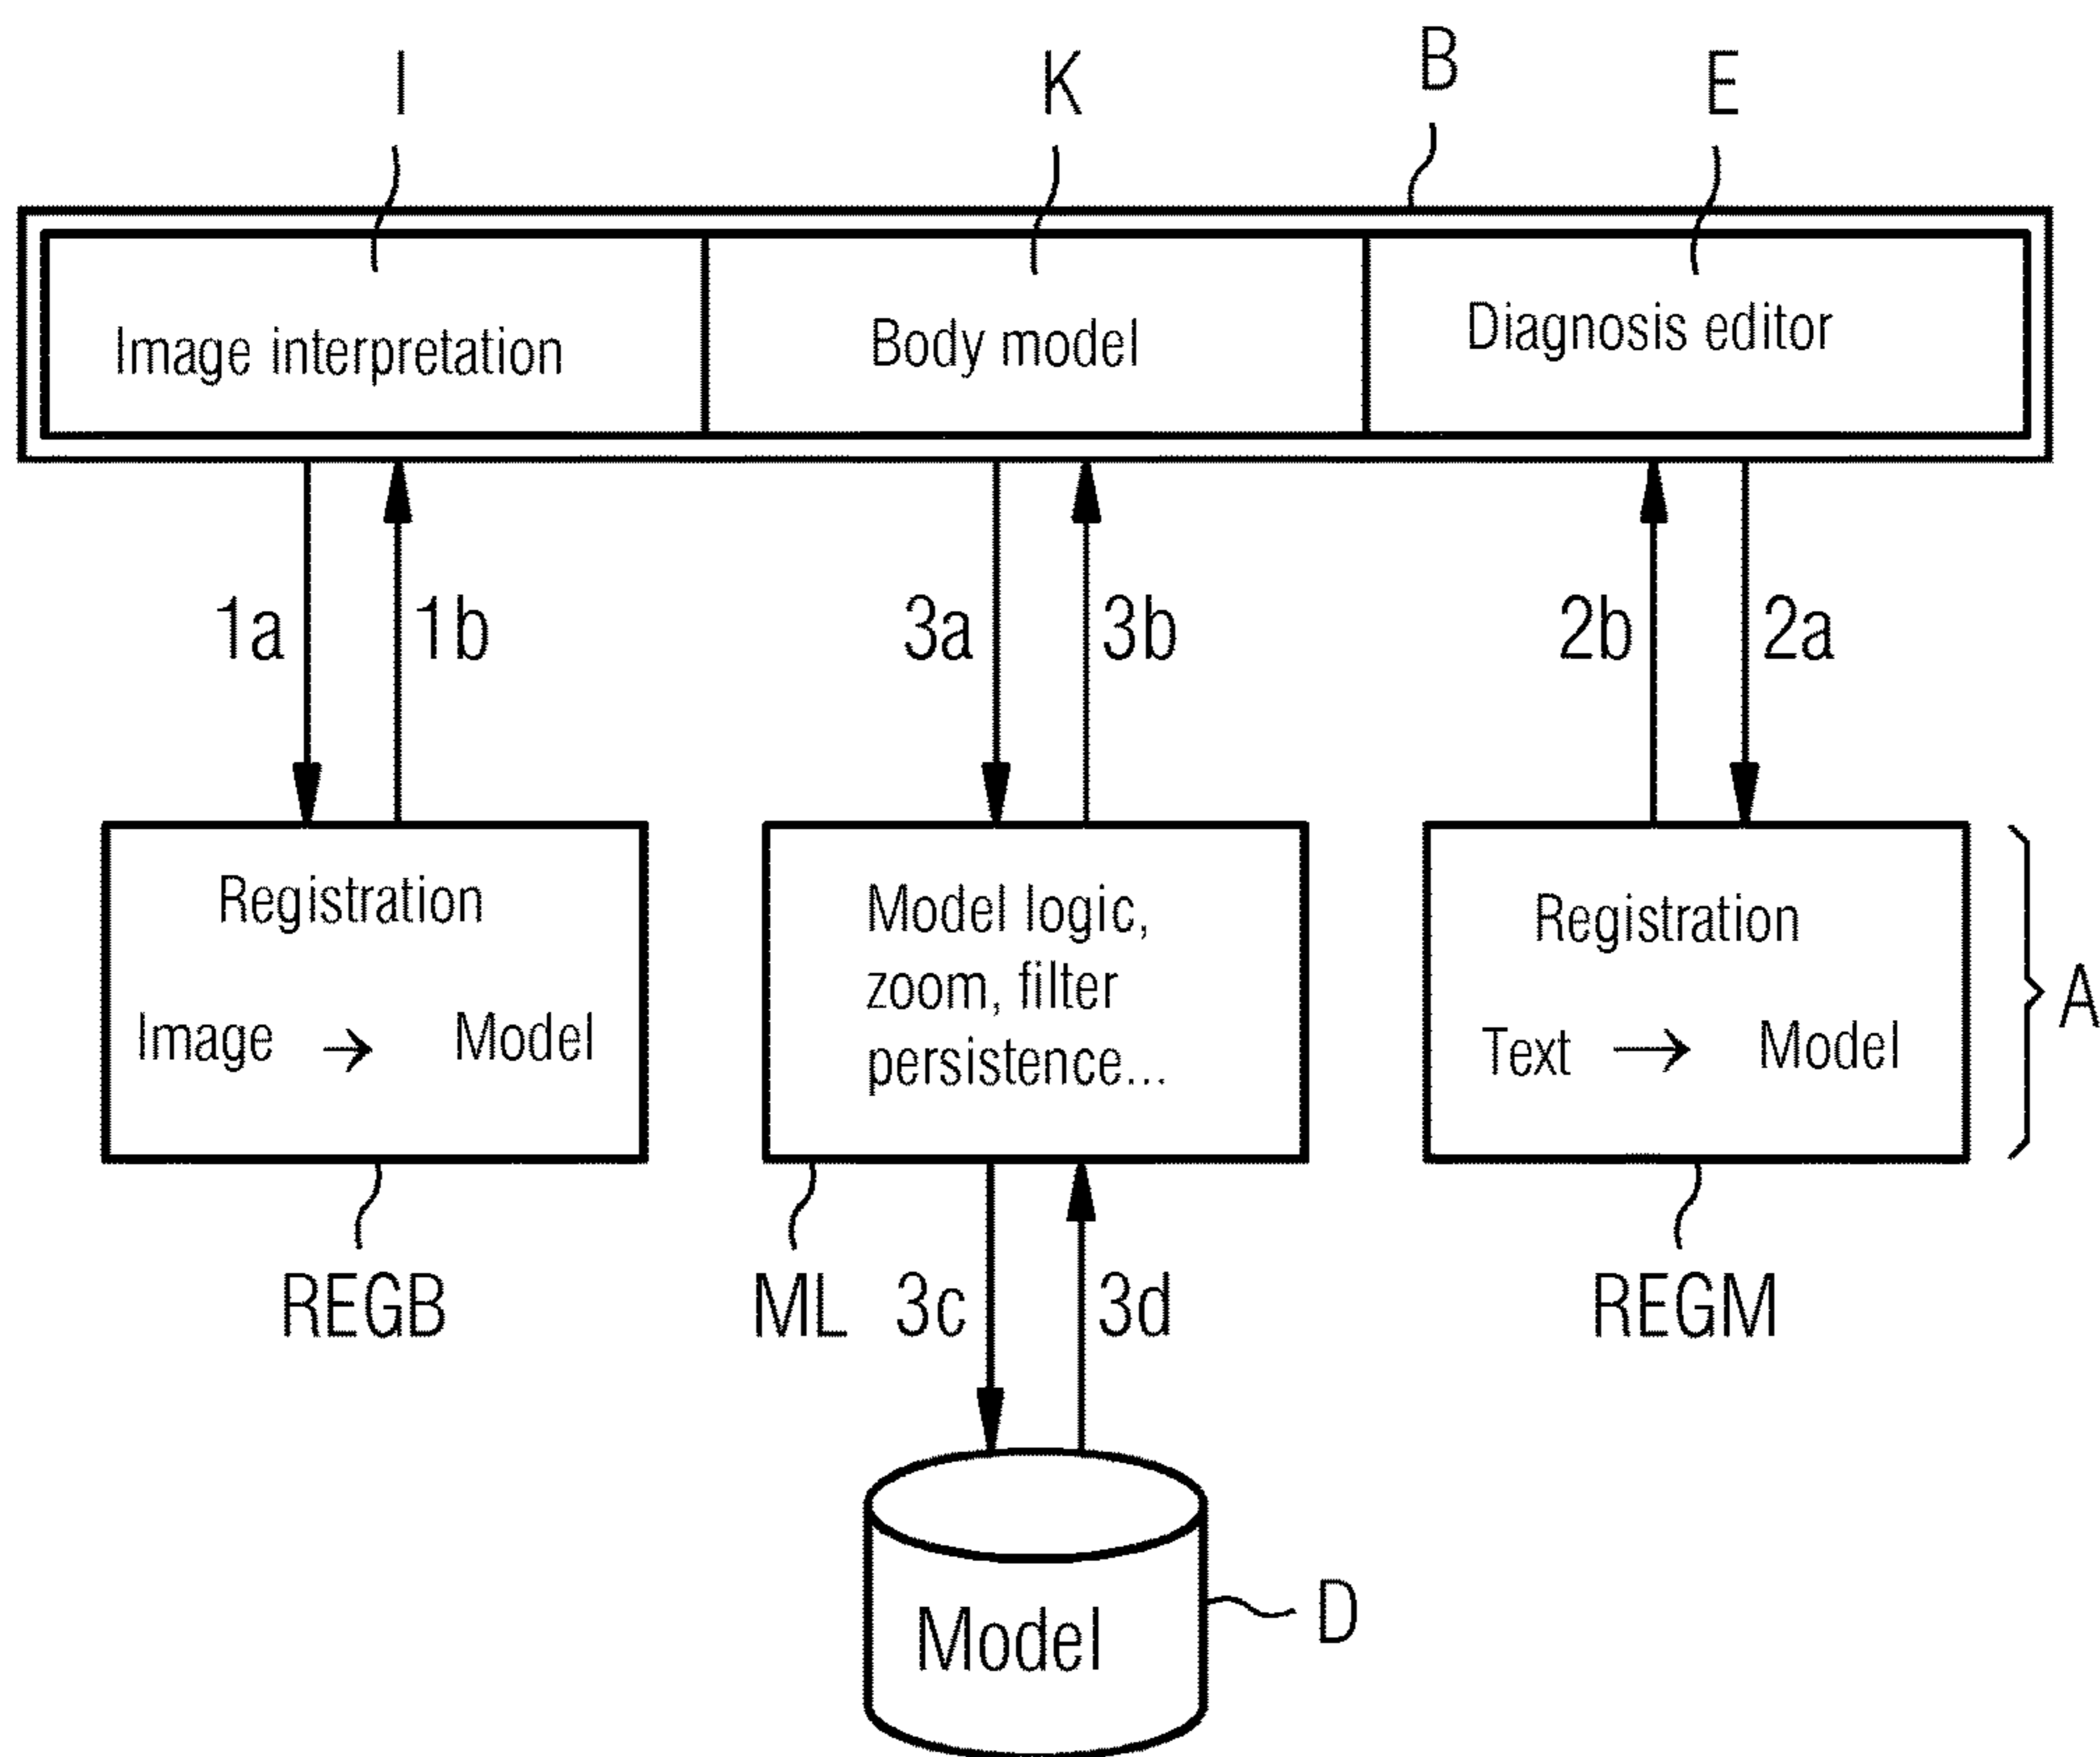 I K B E
Image interpretation Body model Diagnosis editor
1a 1b 3a 3b 2b 2a
Registration
Image → Model
Model logic,
zoom, filter
persistence...
Registration
Text → Model
A
REGB ML 3c 3d REGM
Model
D